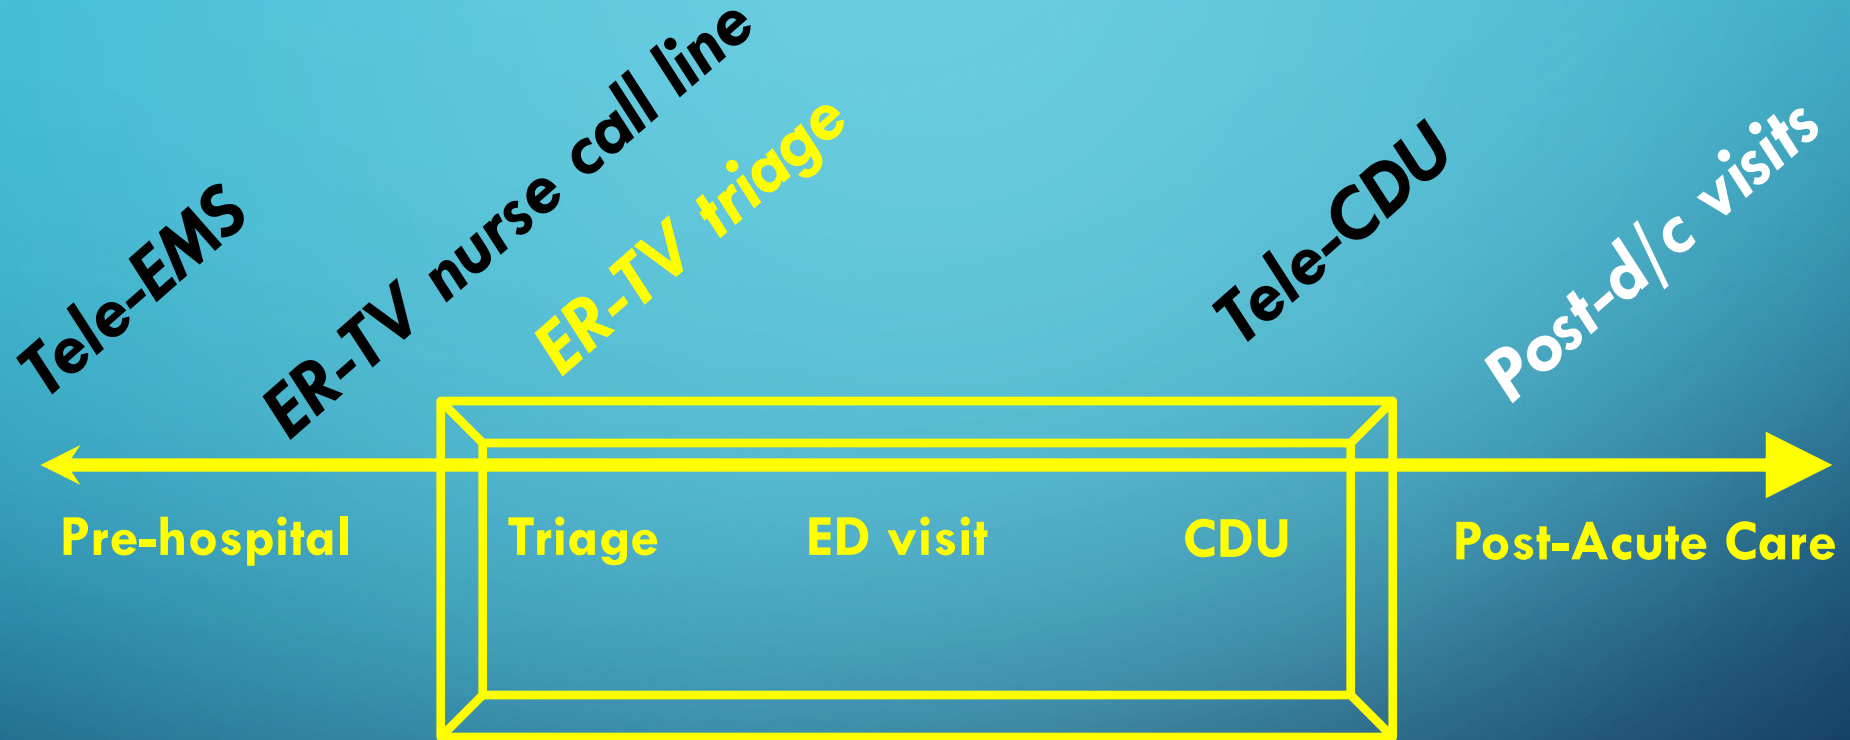 Tele-EMS
ER-TV nurse call line
ER-TV triage
Tele-CDU
Post-d/c visits
Pre-hospital
Triage
ED visit
CDU
Post-Acute Care